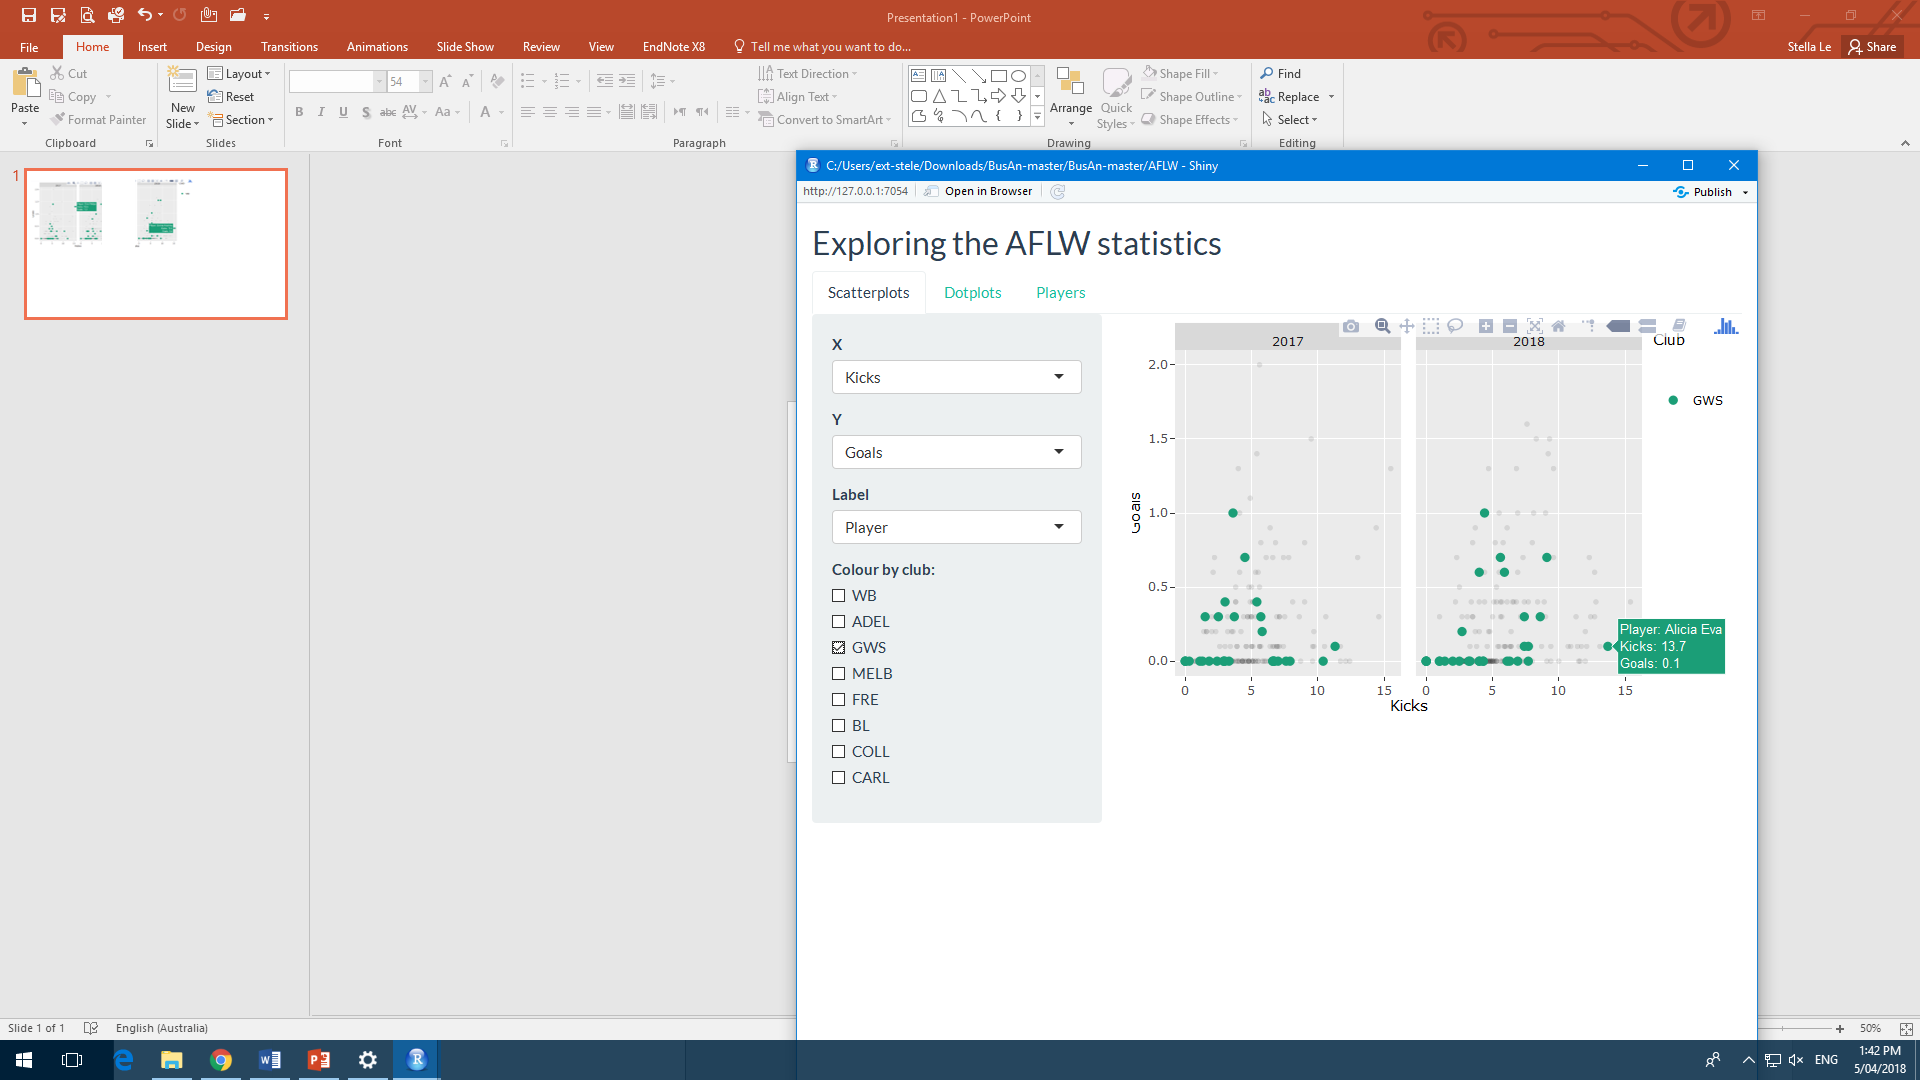 Presentation1 - PowerPoint
File Home Insert Design Transitions Animations Slide Show Review View EndNote X8 Tell me what you want to do... Stella Le Share
Paste
Cut
Copy
Format Painter
Clipboard
New Slide
Layout
Reset
Section
Slides
54
B I U S abc AV Aa A
Font
Text Direction
Align Text
Convert to SmartArt
Paragraph
Arrange
Quick Styles
Shape Fill
Shape Outline
Shape Effects
Drawing
Find
Replace
Select
Editing
1
C:/Users/ext-stele/Downloads/BusAn-master/BusAn-master/AFLW - Shiny
http://127.0.0.1:7054 Open in Browser Publish
Exploring the AFLW statistics
Scatterplots Dotplots Players
X
Kicks
Y
Goals
Label
Player
Colour by club:
WB
ADEL
GWS
MELB
FRE
BL
COLL
CARL
2017 2018
Club
GWS
2.0
1.5
1.0
0.5
0.0
Goals
0 5 10 15 0 5 10 15
Kicks
Player: Alicia Eva
Kicks: 13.7
Goals: 0.1
Slide 1 of 1 English (Australia) 50%
ENG 1:42 PM
5/04/2018